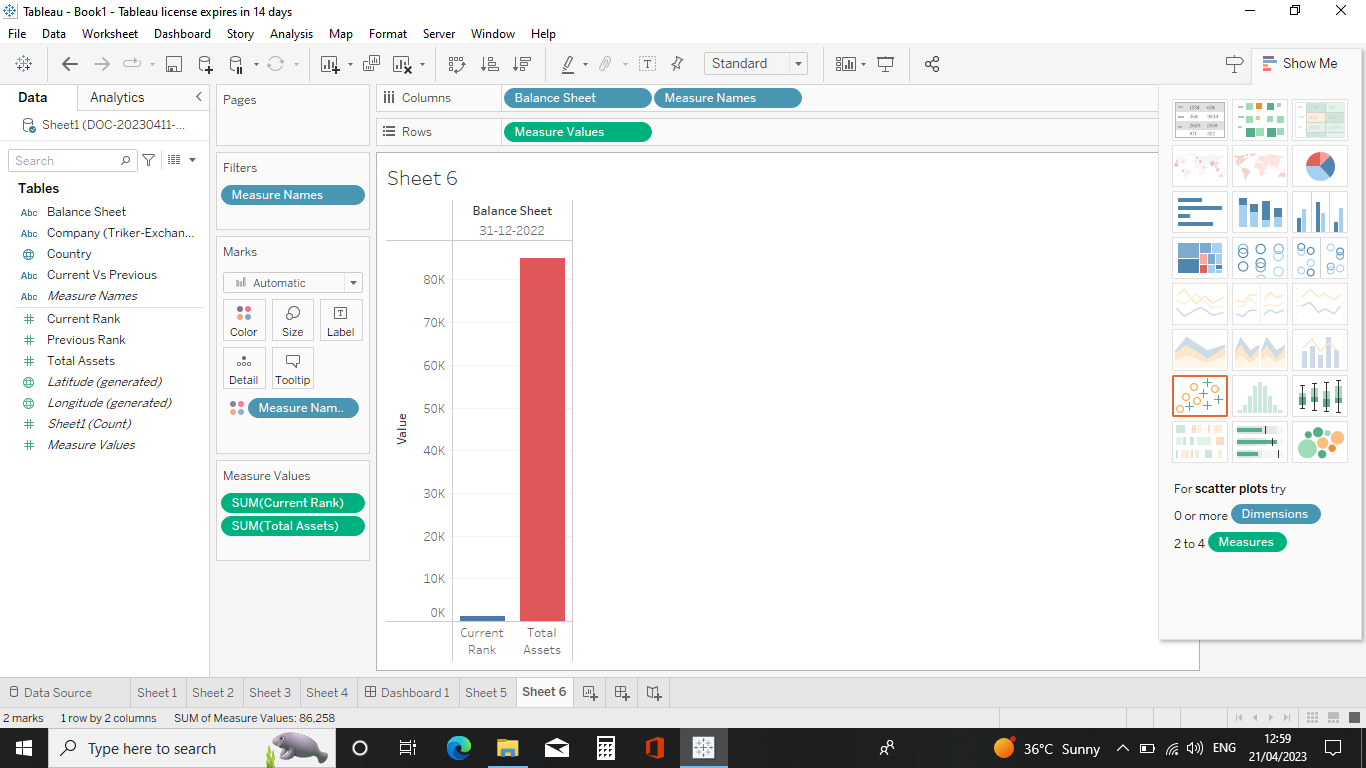 Tableau - Book1 - Tableau license expires in 14 days
File Data Worksheet Dashboard Story Analysis Map Format Server Window Help
Standard
Show Me
Data Analytics
Sheet1 (DOC-20230411-...
Search
Tables
Abc Balance Sheet
Abc Company (Triker-Exchan...
Country
Abc Current Vs Previous
Abc Measure Names
# Current Rank
# Previous Rank
# Total Assets
Latitude (generated)
Longitude (generated)
# Sheet1 (Count)
# Measure Values
Pages
Filters
Measure Names
Marks
Automatic
Color Size Label
Detail Tooltip
Measure Nam..
Measure Values
SUM(Current Rank)
SUM(Total Assets)
Columns Balance Sheet Measure Names
Rows Measure Values
Sheet 6
Balance Sheet
31-12-2022
80K
70K
60K
50K
40K
30K
20K
10K
0K
Value
Current Rank
Total Assets
For scatter plots try
0 or more Dimensions
2 to 4 Measures
Data Source Sheet 1 Sheet 2 Sheet 3 Sheet 4 Dashboard 1 Sheet 5 Sheet 6
2 marks 1 row by 2 columns SUM of Measure Values: 86.258
Type here to search
36°C Sunny
ENG
12:59
21/04/2023